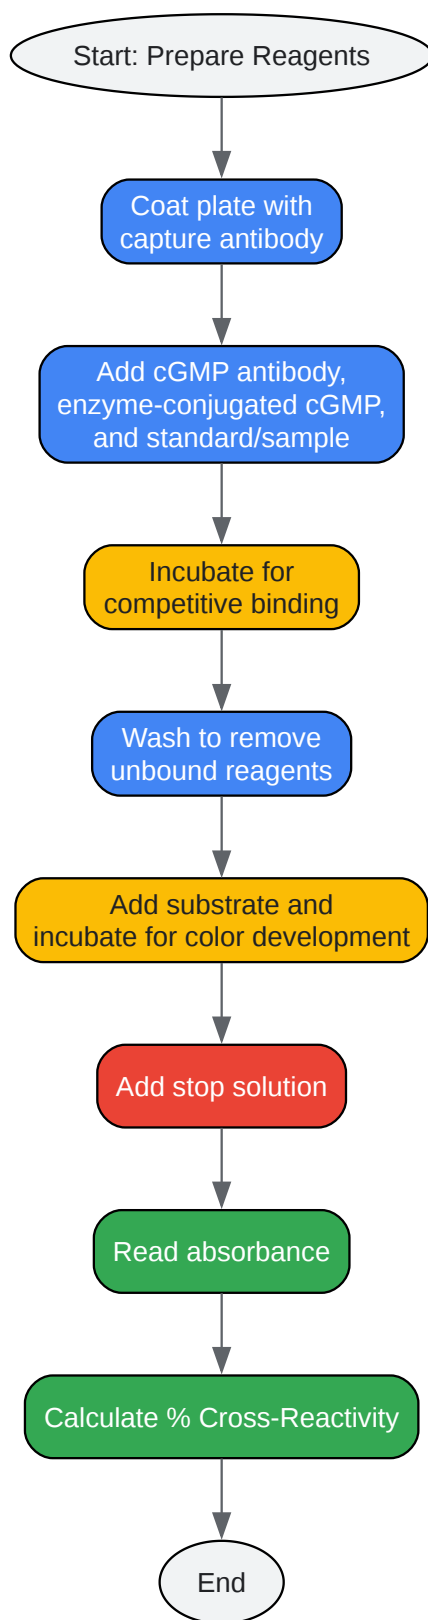 Start: Prepare Reagents
Coat plate with
capture antibody
Add cGMP antibody,
enzyme-conjugated cGMP,
and standard/sample
Incubate for
competitive binding
Wash to remove
unbound reagents
Add substrate and
incubate for color development
Add stop solution
Read absorbance
Calculate % Cross-Reactivity
End